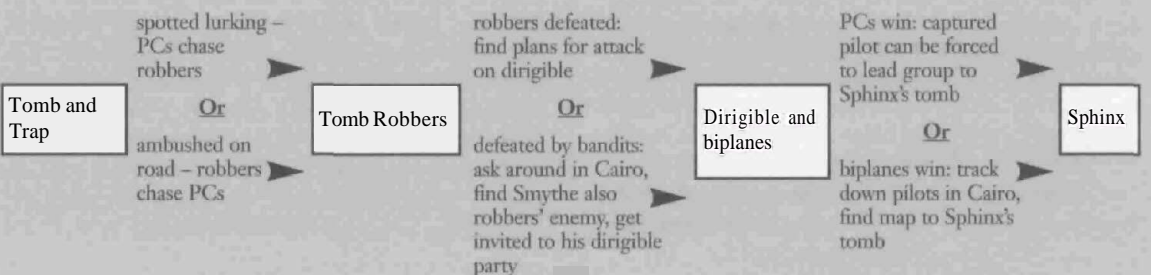 Tomb and
Trap
spotted lurking –
PCs chase
robbers
Or
ambushed on
road – robbers
chase PCs
Tomb Robbers
robbers defeated:
find plans for attack
on dirigible
Or
defeated by bandits:
ask around in Cairo,
find Smythe also
robbers' enemy, get
invited to his dirigible
party
Dirigible and
biplanes
PCs win: captured
pilot can be forced
to lead group to
Sphinx's tomb
Or
biplanes win: track
down pilots in Cairo,
find map to Sphinx's
tomb
Sphinx